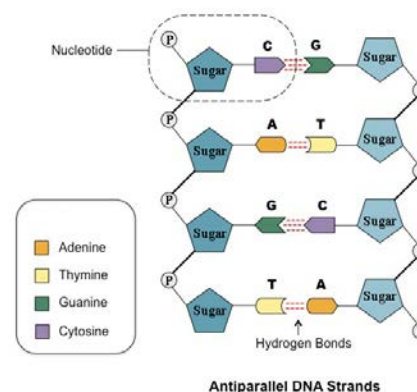 Nucleotide
P
C
G
Sugar
Sugar
P
A
T
Sugar
Sugar
P
G
C
Sugar
Sugar
P
T
A
Sugar
Sugar
Adenine
Thymine
Guanine
Cytosine
Hydrogen Bonds
Antiparallel DNA Strands